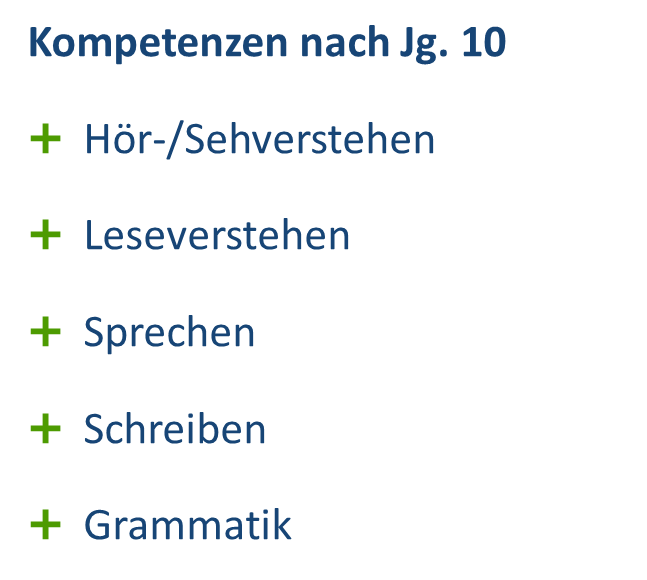 Kompetenzen nach Jg. 10
+ Hör-/Sehverstehen
+ Leseverstehen
+ Sprechen
+ Schreiben
+ Grammatik